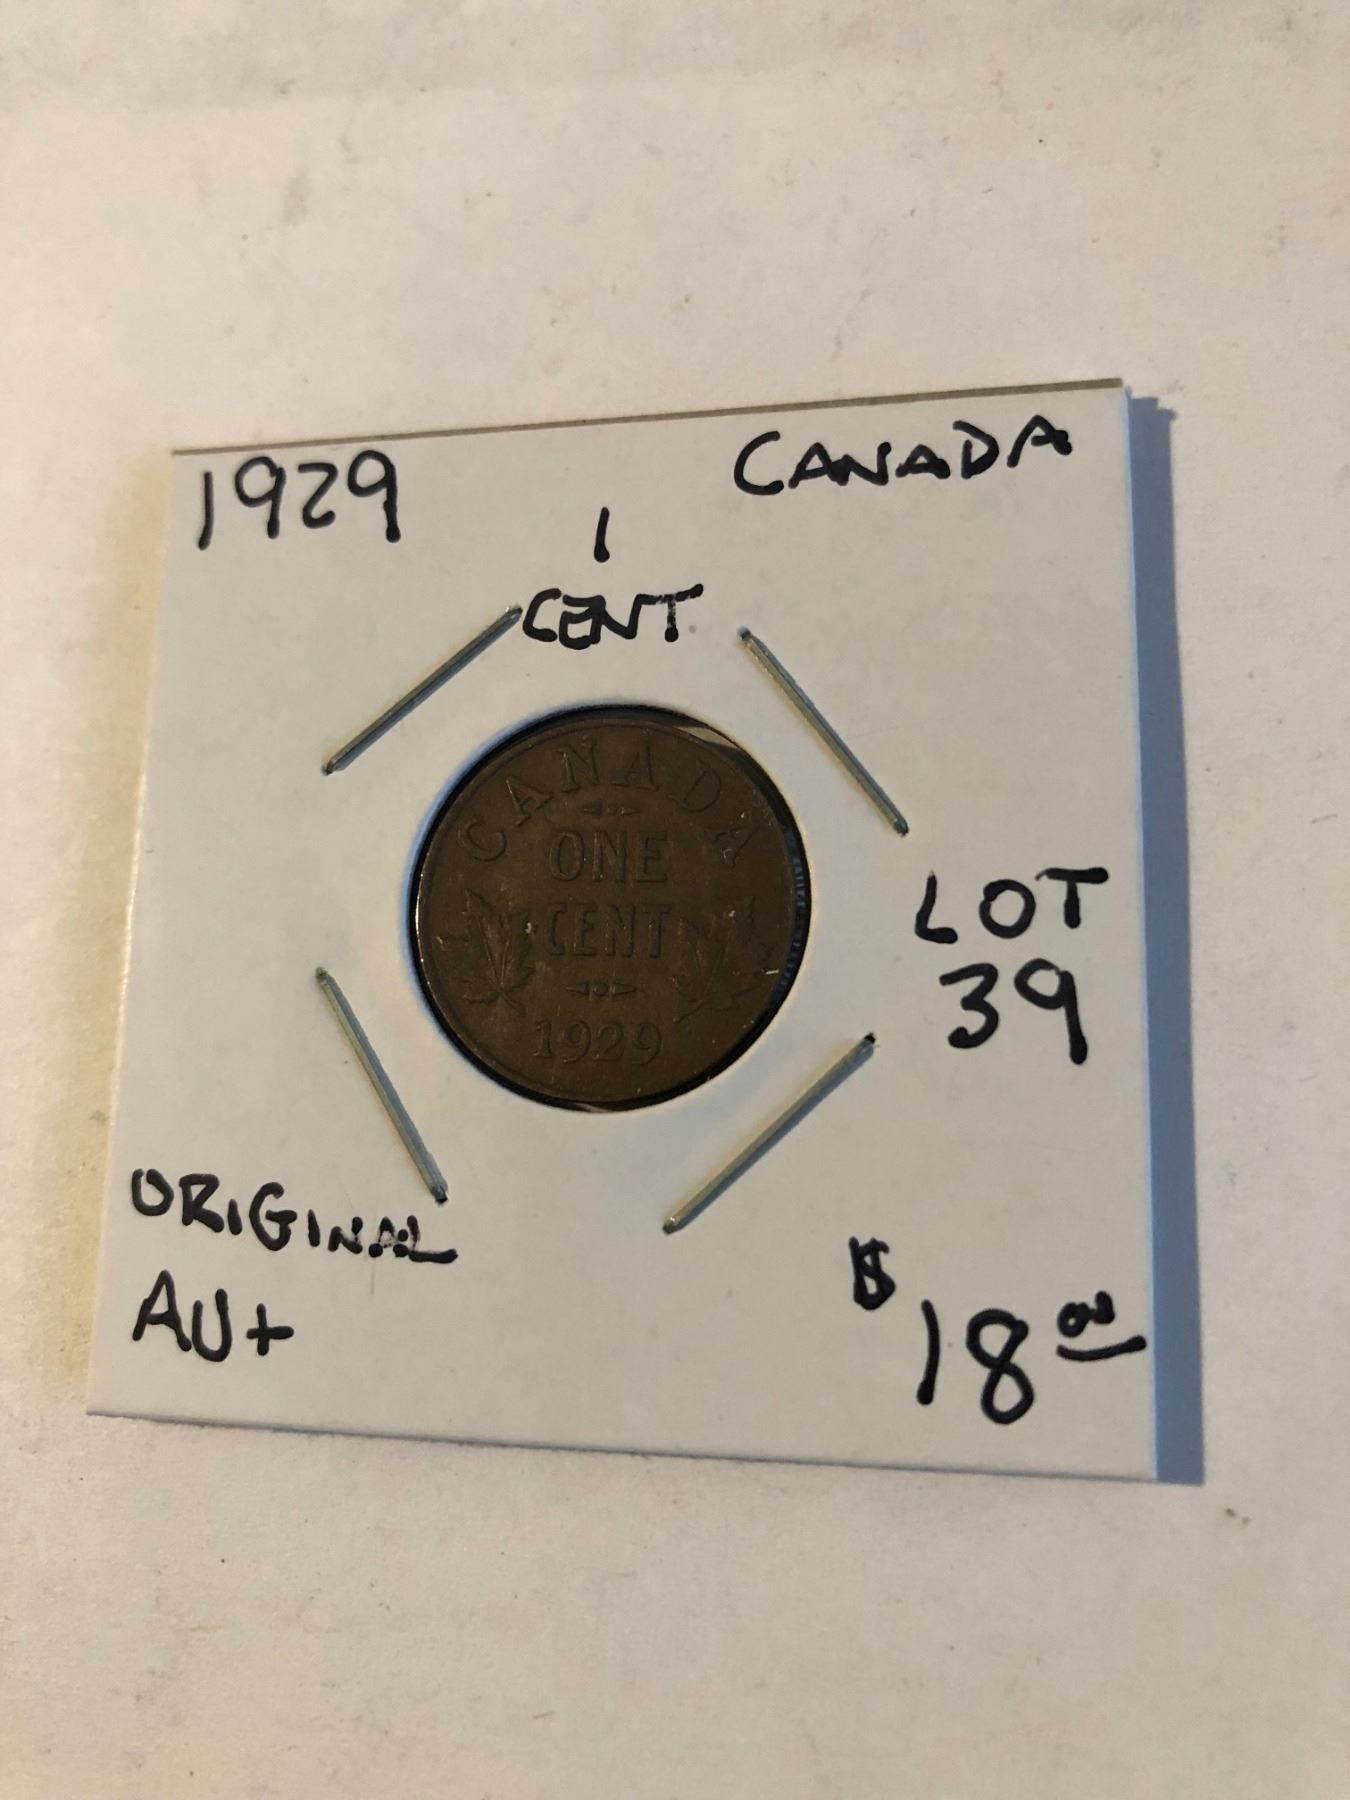 1929
CANADA
1
CENT
CANADA
ONE
CENT
1929
LOT
39
ORIGINAL
AU+
$18.00